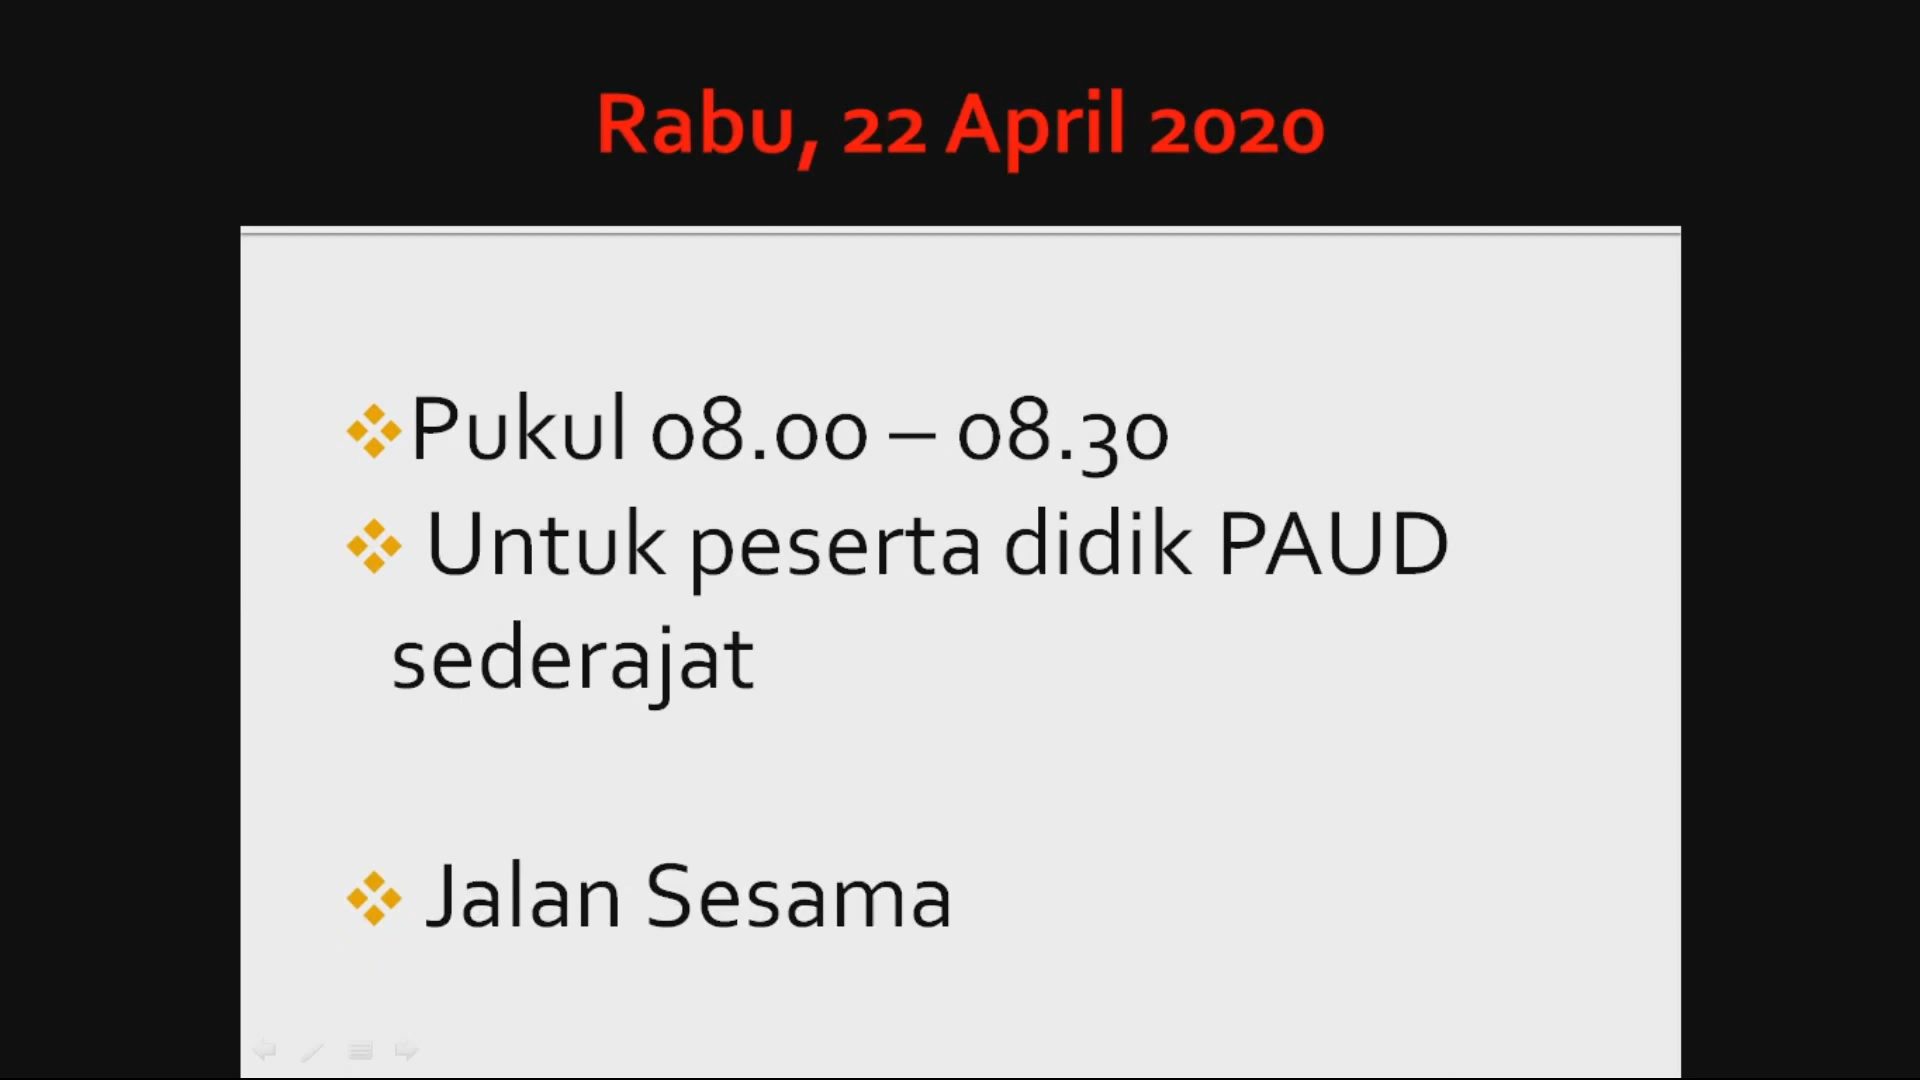 Rabu, 22 April 2020
Pukul 08.00 – 08.30
Untuk peserta didik PAUD
sederajat
Jalan Sesama